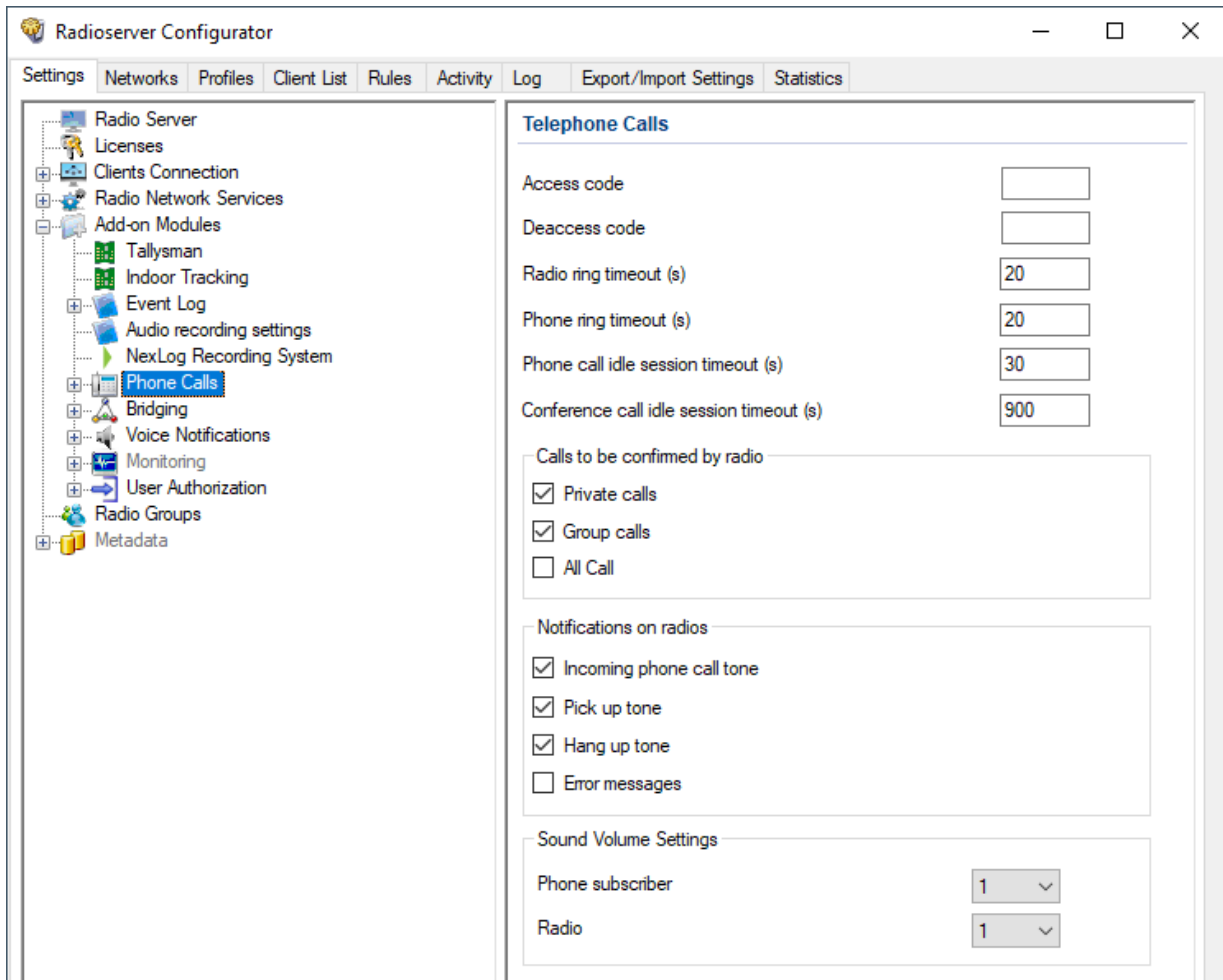 Radioserver Configurator
Settings Networks Profiles Client List Rules Activity Log Export/Import Settings Statistics
Radio Server
Licenses
Clients Connection
Radio Network Services
Add-on Modules
Tallysman
Indoor Tracking
Event Log
Audio recording settings
NexLog Recording System
Phone Calls
Bridging
Voice Notifications
Monitoring
User Authorization
Radio Groups
Metadata
Telephone Calls
Access code
Deaccess code
Radio ring timeout (s) 20
Phone ring timeout (s) 20
Phone call idle session timeout (s) 30
Conference call idle session timeout (s) 900
Calls to be confirmed by radio
Private calls
Group calls
All Call
Notifications on radios
Incoming phone call tone
Pick up tone
Hang up tone
Error messages
Sound Volume Settings
Phone subscriber 1
Radio 1